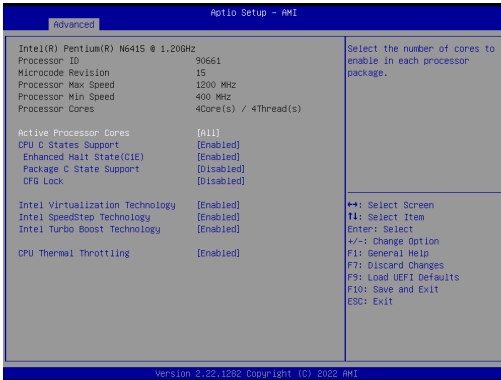 Aptio Setup - AMI
Advanced
Intel(R) Pentium(R) N6415 @ 1.20GHz
Processor ID 90661
Microcode Revision 15
Processor Max Speed 1200 MHz
Processor Min Speed 400 MHz
Processor Cores 4Core(s) / 4Thread(s)
Active Processor Cores [All]
CPU C States Support [Enabled]
Enhanced Halt State(C1E) [Enabled]
Package C State Support [Disabled]
CFG Lock [Disabled]
Intel Virtualization Technology [Enabled]
Intel SpeedStep Technology [Enabled]
Intel Turbo Boost Technology [Enabled]
CPU Thermal Throttling [Enabled]
Select the number of cores to
enable in each processor
package.
↔: Select Screen
↑↓: Select Item
Enter: Select
+/-: Change Option
F1: General Help
F7: Discard Changes
F9: Load UEFI Defaults
F10: Save and Exit
ESC: Exit
Version 2.22.1282 Copyright (C) 2022 AMI